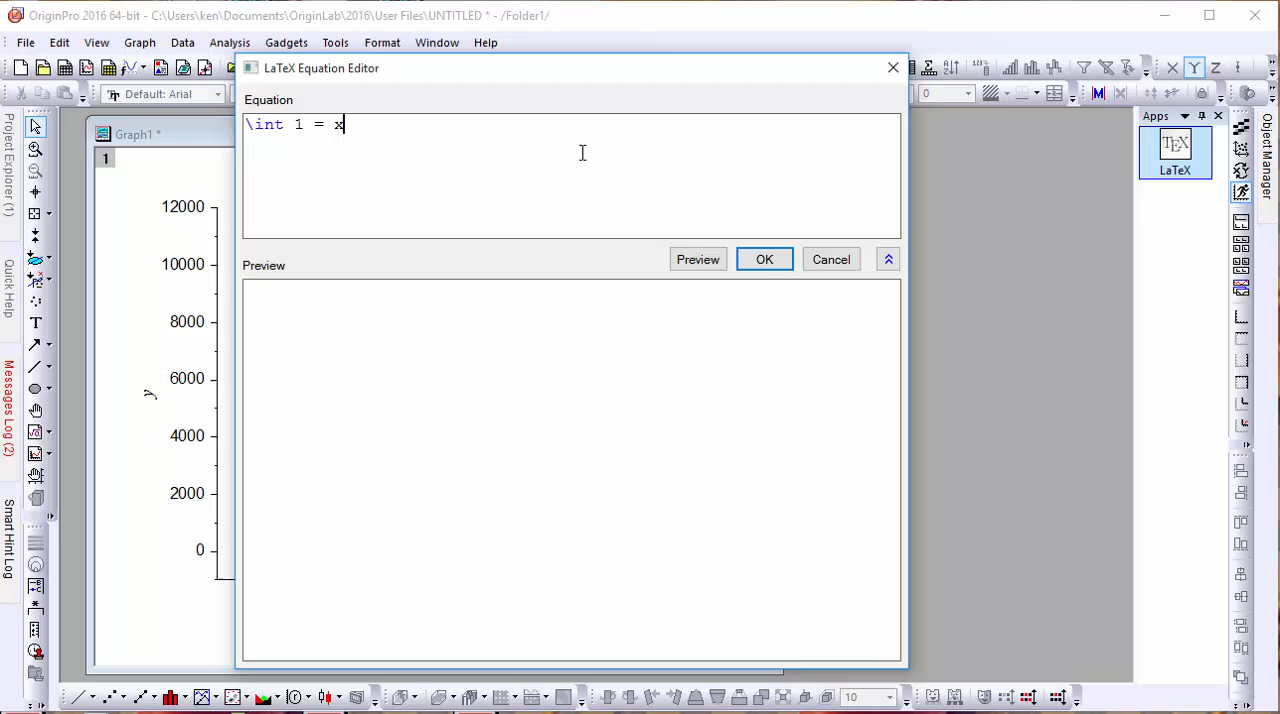 OriginPro 2016 64-bit - C:\Users\ken\Documents\OriginLab\2016\User Files\UNTITLED * - /Folder1/
File Edit View Graph Data Analysis Gadgets Tools Format Window Help
Default: Arial
0
LaTeX Equation Editor
Equation
\int 1 = x
Preview OK Cancel
Preview
Graph1 *
1
12000
10000
8000
6000
4000
2000
0
y
Project Explorer (1)
Quick Help
Messages Log (2)
Smart Hint Log
T
Apps
TEX
LaTeX
Object Manager
X Y Z
M
10